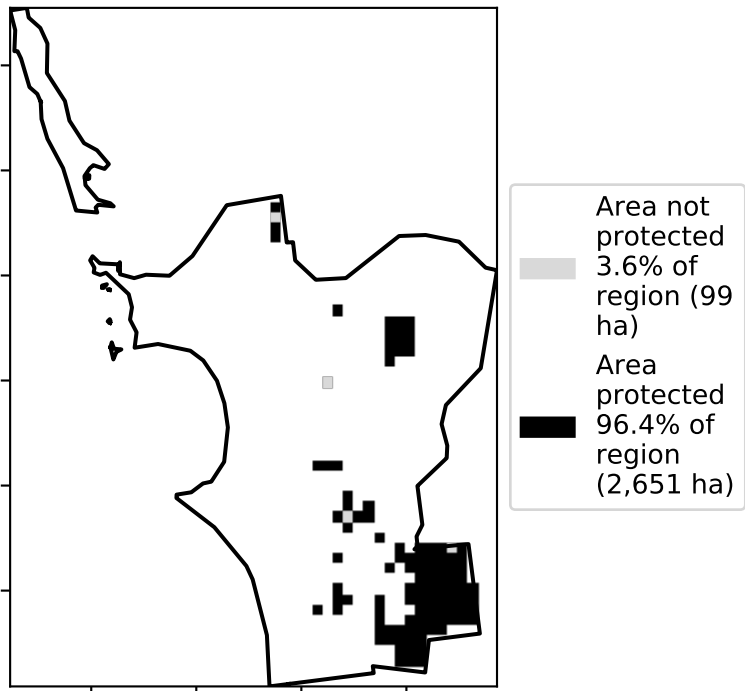 Area not
protected
3.6% of
region (99
ha)
Area
protected
96.4% of
region
(2,651 ha)